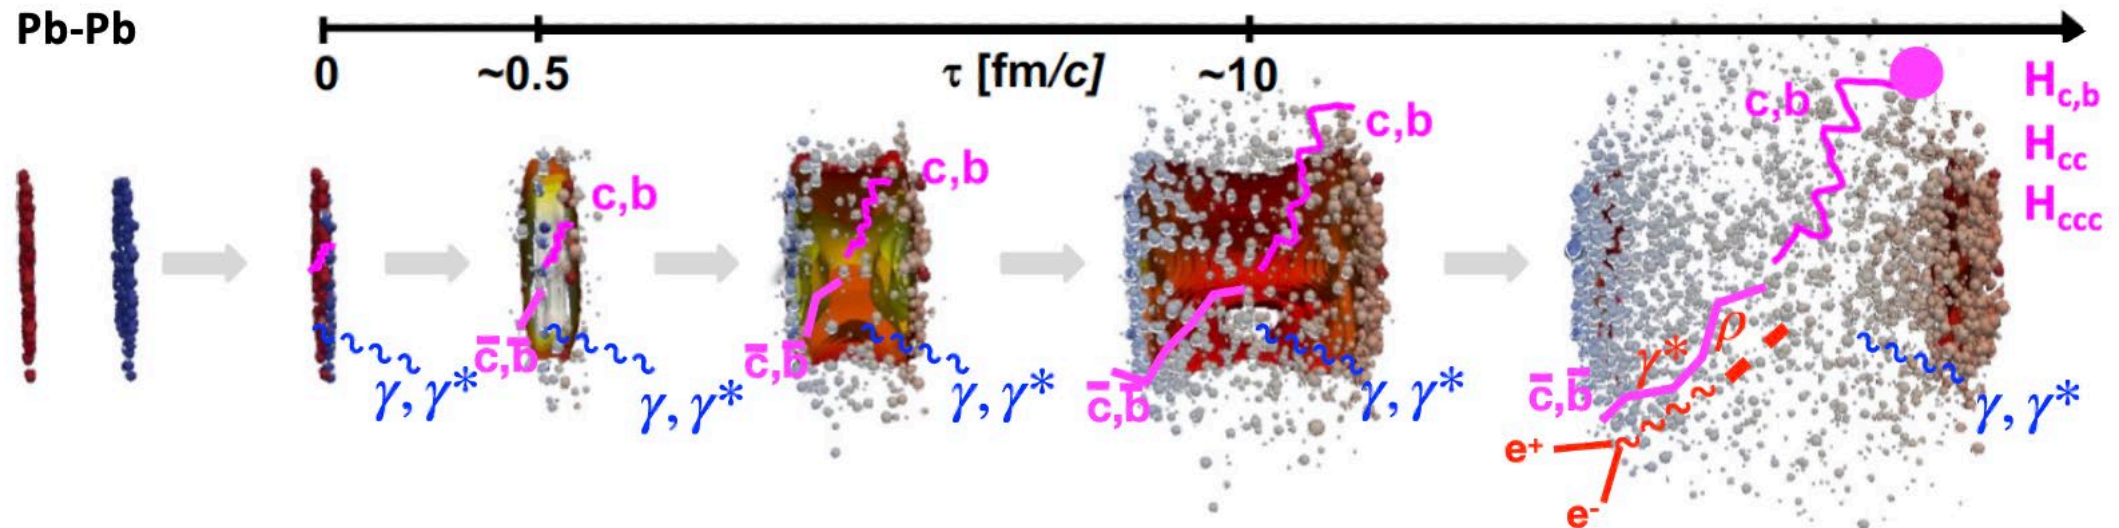 Pb-Pb
0
~0.5
τ [fm/c]
~10
c,b
c̄,b̄
γ, γ*
c,b
c̄,b̄
γ, γ*
c,b
c̄,b̄
γ, γ*
c,b
c̄,b̄
γ, γ*
H_c,b
H_cc
H_ccc
γ*
ρ
e⁺
e⁻
γ, γ*